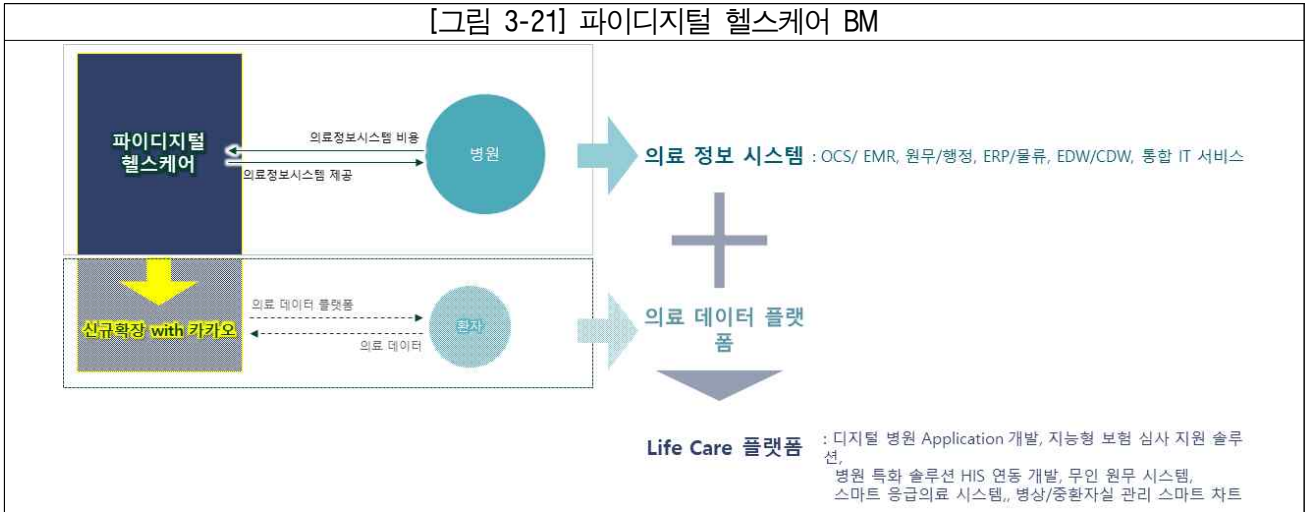 [그림 3-21] 파이디지털 헬스케어 BM
파이디지털
헬스케어
의료정보시스템 비용
의료정보시스템 제공
병원
의료 정보 시스템 : OCS/ EMR, 원무/행정, ERP/물류, EDW/CDW, 통합 IT 서비스
신규확장 with 카카오
의료 데이터 플랫폼
의료 데이터
환자
의료 데이터 플랫
폼
Life Care 플랫폼 : 디지털 병원 Application 개발, 지능형 보험 심사 지원 솔루
션,
병원 특화 솔루션 HIS 연동 개발, 무인 원무 시스템,
스마트 응급의료 시스템,, 병상/중환자실 관리 스마트 차트